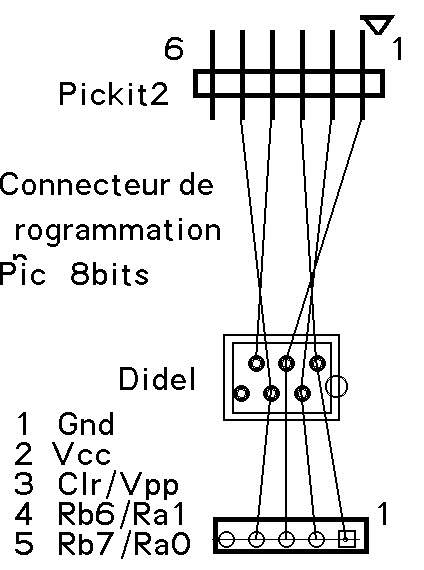 6 1
Pickit2
Connecteur de
rogrammation
Pic 8bits
Didel
1 Gnd
2 Vcc
3 Clr/Vpp
4 Rb6/Ra1 1
5 Rb7/Ra0